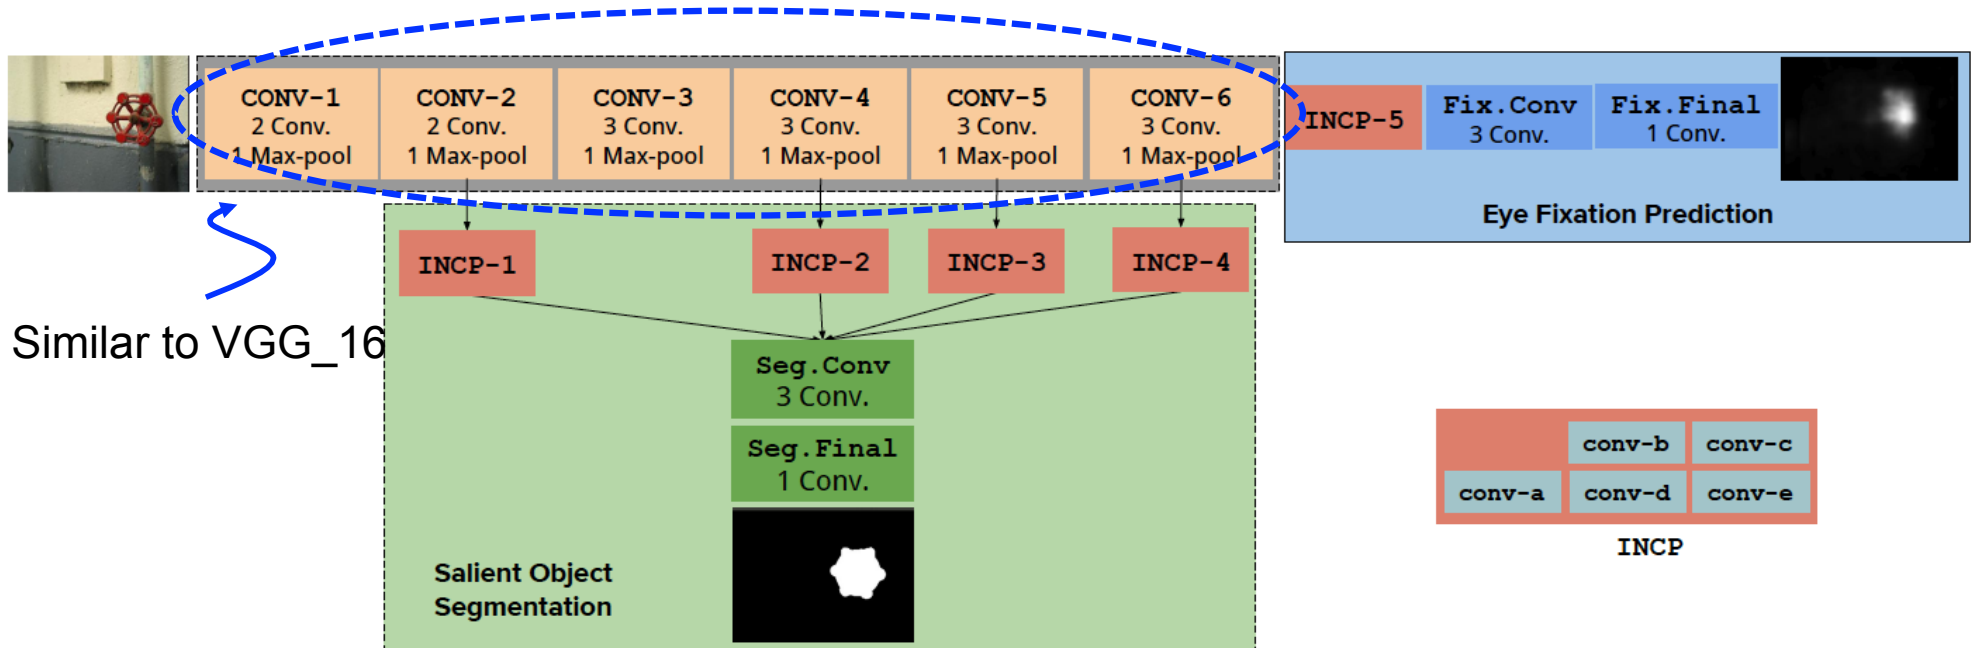 CONV-1
2 Conv.
1 Max-pool
CONV-2
2 Conv.
1 Max-pool
CONV-3
3 Conv.
1 Max-pool
CONV-4
3 Conv.
1 Max-pool
CONV-5
3 Conv.
1 Max-pool
CONV-6
3 Conv.
1 Max-pool
INCP-5
Fix.Conv
3 Conv.
Fix.Final
1 Conv.
Eye Fixation Prediction
INCP-1
INCP-2
INCP-3
INCP-4
Similar to VGG_16
Seg.Conv
3 Conv.
Seg.Final
1 Conv.
Salient Object
Segmentation
conv-b conv-c
conv-a conv-d conv-e
INCP